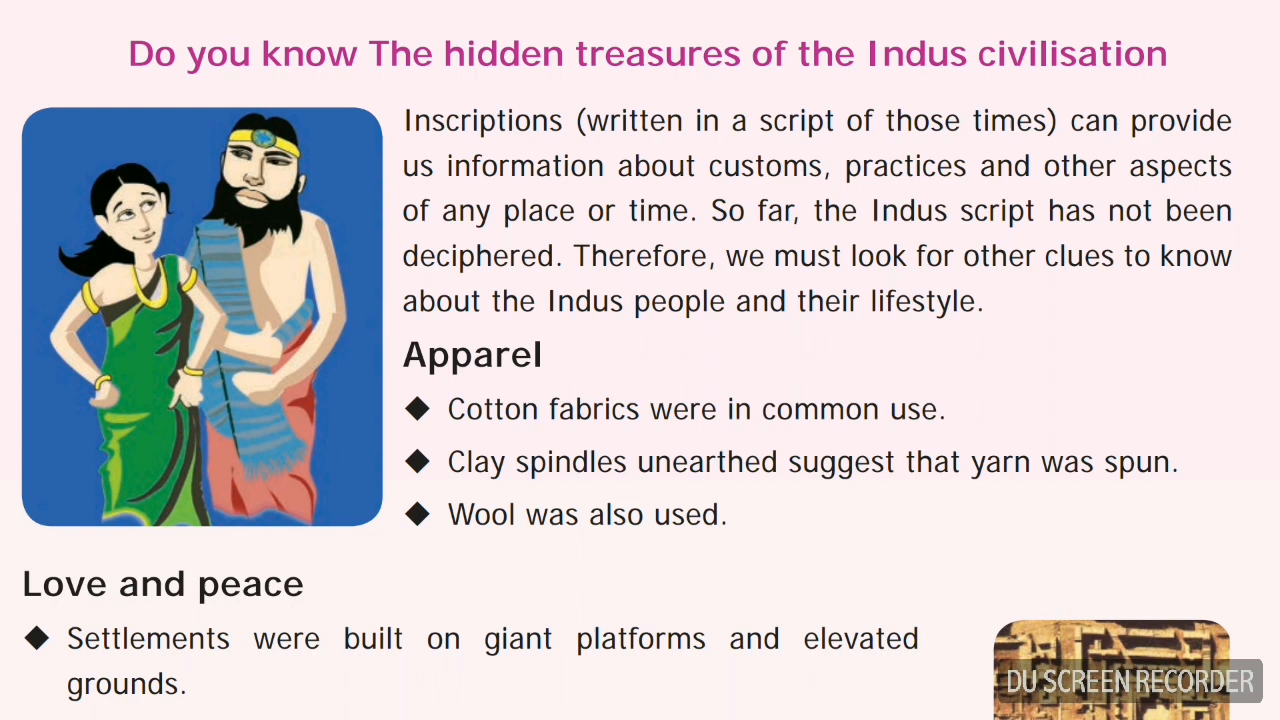 Do you know The hidden treasures of the Indus civilisation
Inscriptions (written in a script of those times) can provide
us information about customs, practices and other aspects
of any place or time. So far, the Indus script has not been
deciphered. Therefore, we must look for other clues to know
about the Indus people and their lifestyle.
Apparel
◆ Cotton fabrics were in common use.
◆ Clay spindles unearthed suggest that yarn was spun.
◆ Wool was also used.
Love and peace
◆ Settlements were built on giant platforms and elevated
grounds.
DU SCREEN RECORDER